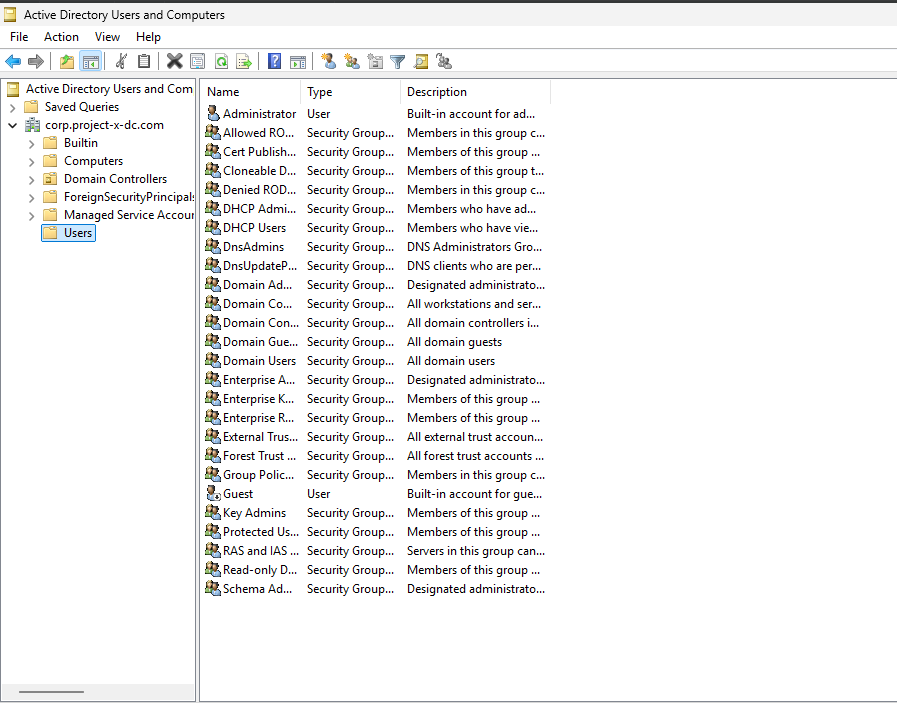 Active Directory Users and Computers
File Action View Help
Active Directory Users and Com
Saved Queries
corp.project-x-dc.com
Builtin
Computers
Domain Controllers
ForeignSecurityPrincipals
Managed Service Accour
Users
Name Type Description
Administrator User Built-in account for ad...
Allowed RO... Security Group... Members in this group c...
Cert Publish... Security Group... Members of this group ...
Cloneable D... Security Group... Members of this group t...
Denied ROD... Security Group... Members in this group c...
DHCP Admi... Security Group... Members who have ad...
DHCP Users Security Group... Members who have vie...
DnsAdmins Security Group... DNS Administrators Gro...
DnsUpdateP... Security Group... DNS clients who are per...
Domain Ad... Security Group... Designated administrato...
Domain Co... Security Group... All workstations and ser...
Domain Con... Security Group... All domain controllers i...
Domain Gue... Security Group... All domain guests
Domain Users Security Group... All domain users
Enterprise A... Security Group... Designated administrato...
Enterprise K... Security Group... Members of this group ...
Enterprise R... Security Group... Members of this group ...
External Trus... Security Group... All external trust accoun...
Forest Trust ... Security Group... All forest trust accounts ...
Group Polic... Security Group... Members in this group c...
Guest User Built-in account for gue...
Key Admins Security Group... Members of this group ...
Protected Us... Security Group... Members of this group ...
RAS and IAS ... Security Group... Servers in this group can...
Read-only D... Security Group... Members of this group ...
Schema Ad... Security Group... Designated administrato...